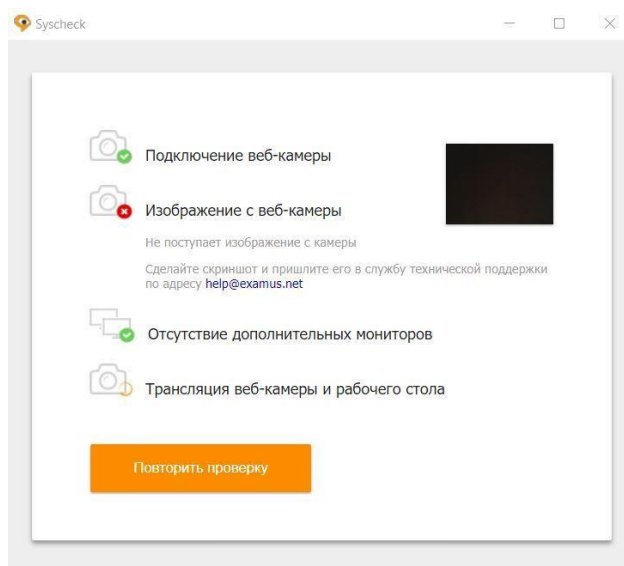 Syscheck
Подключение веб-камеры
Изображение с веб-камеры
Не поступает изображение с камеры
Сделайте скриншот и пришлите его в службу технической поддержки
по адресу help@examus.net
Отсутствие дополнительных мониторов
Трансляция веб-камеры и рабочего стола
Повторить проверку